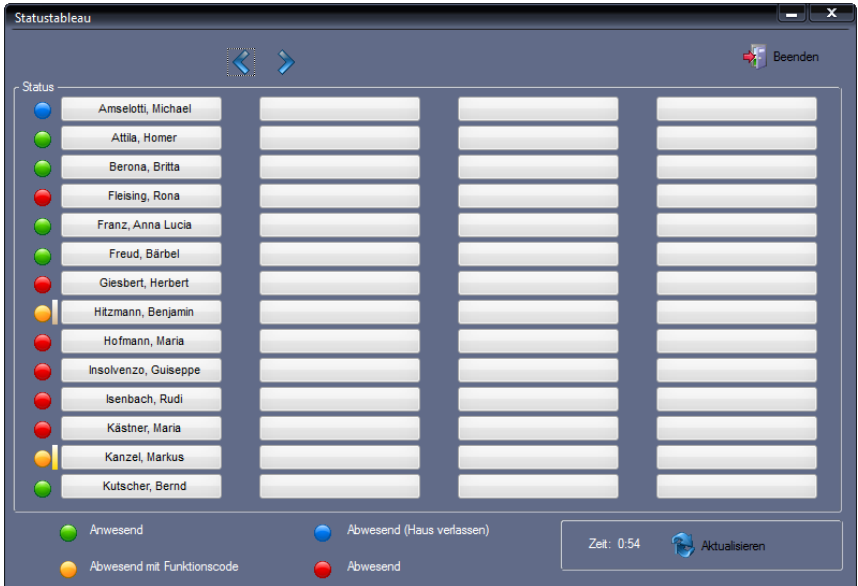 Statustableau
Beenden
Status
Amselotti, Michael
Attila, Homer
Berona, Britta
Fleising, Rona
Franz, Anna Lucia
Freud, Bärbel
Giesbert, Herbert
Hitzmann, Benjamin
Hofmann, Maria
Insolvenzo, Guiseppe
Isenbach, Rudi
Kästner, Maria
Kanzel, Markus
Kutscher, Bernd
Anwesend
Abwesend (Haus verlassen)
Zeit: 0:54
Aktualisieren
Abwesend mit Funktionscode
Abwesend